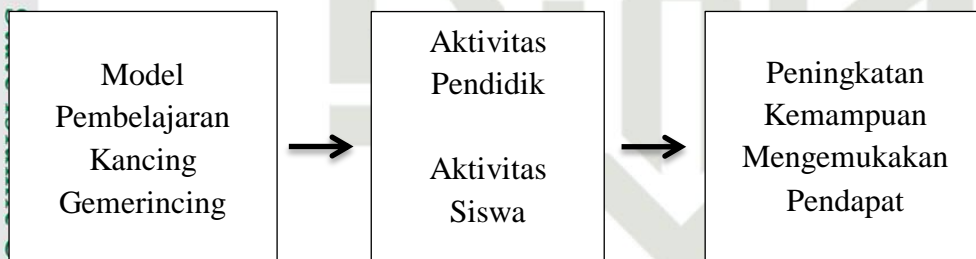 Model
Pembelajaran
Kancing
Gemerincing
Aktivitas
Pendidik
Aktivitas
Siswa
Peningkatan
Kemampuan
Mengemukakan
Pendapat